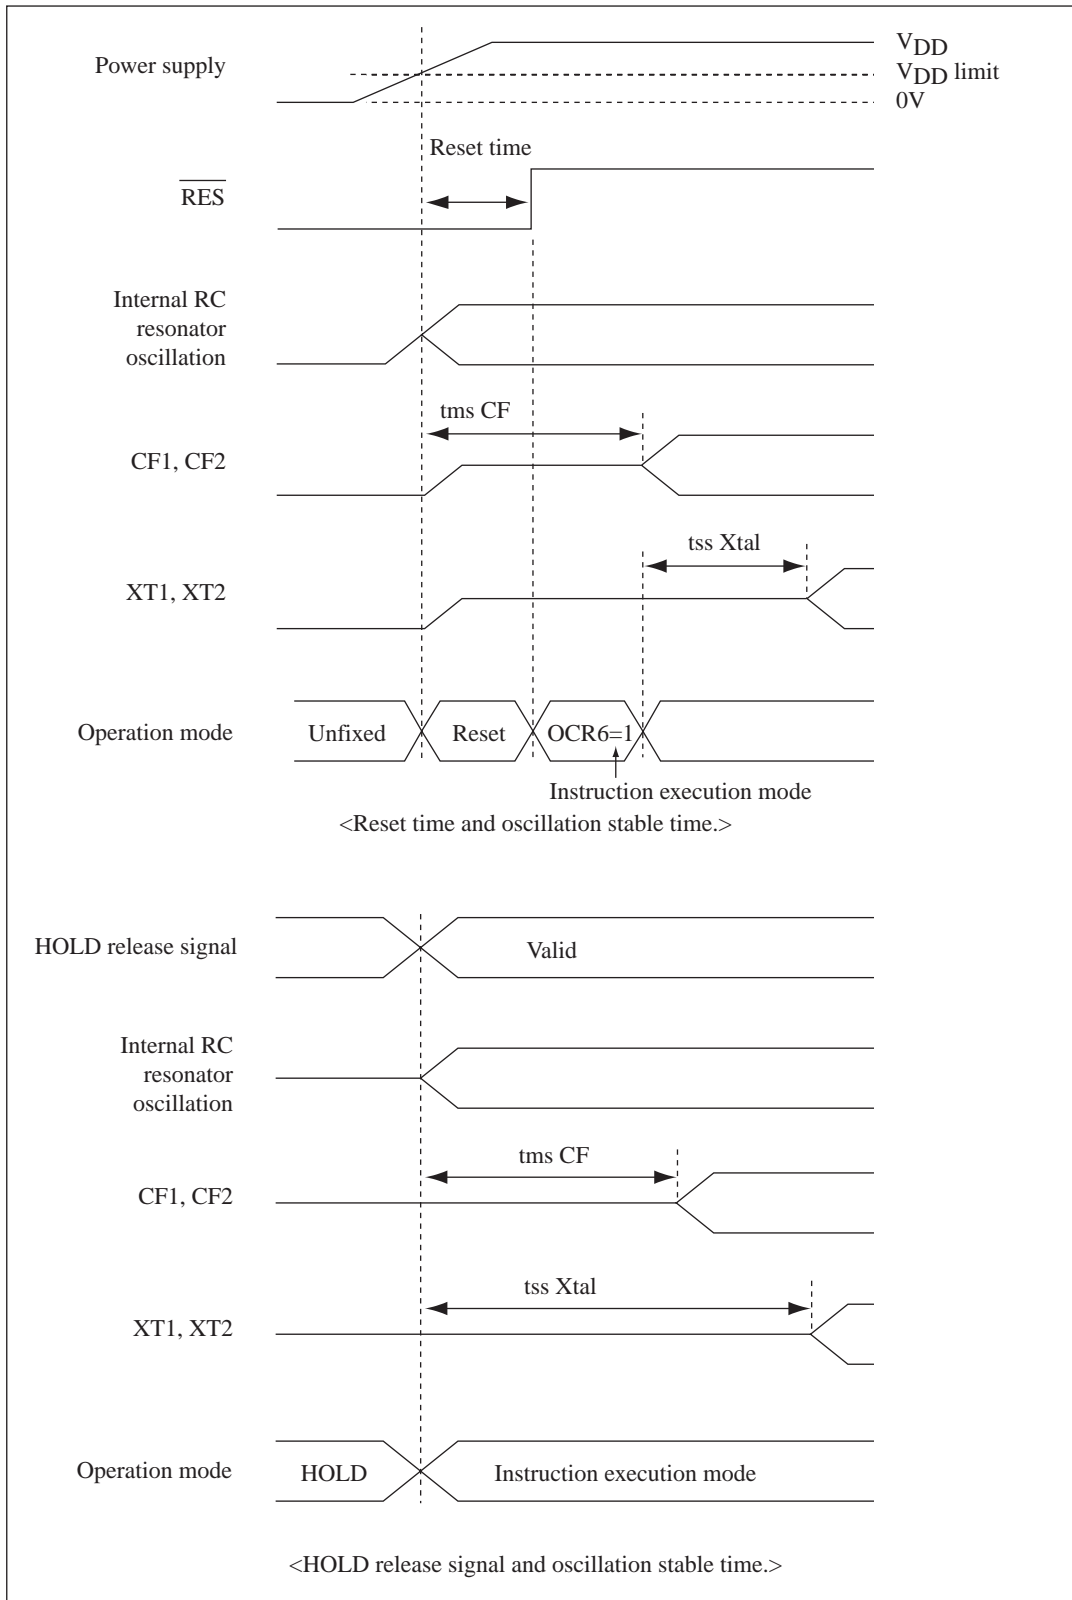 Power supply
VDD
VDD limit
0V
Reset time
RES
Internal RC
resonator
oscillation
tms CF
CF1, CF2
tss Xtal
XT1, XT2
Operation mode
Unfixed
Reset
OCR6=1
Instruction execution mode
<Reset time and oscillation stable time.>
HOLD release signal
Valid
Internal RC
resonator
oscillation
tms CF
CF1, CF2
tss Xtal
XT1, XT2
Operation mode
HOLD
Instruction execution mode
<HOLD release signal and oscillation stable time.>